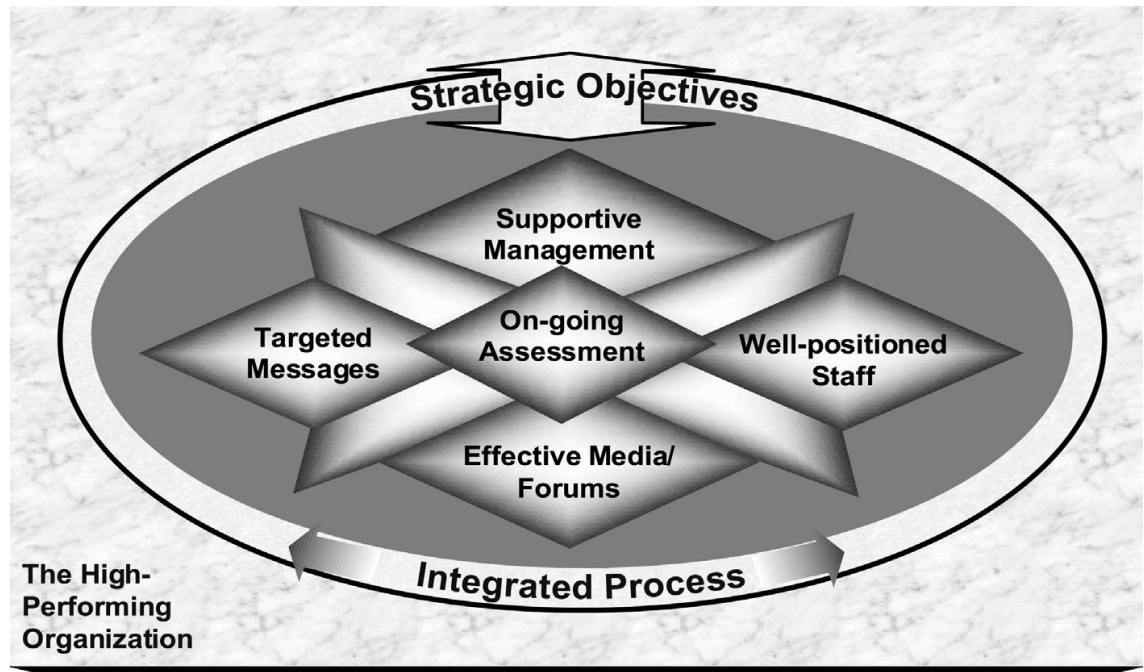 Strategic Objectives
Supportive
Management
Targeted
Messages
On-going
Assessment
Well-positioned
Staff
Effective Media/
Forums
Integrated Process
The High-
Performing
Organization